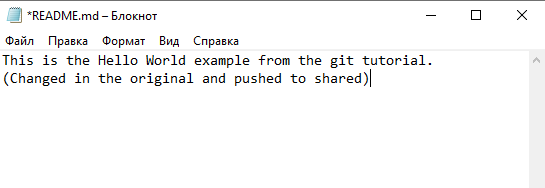 *README.md – Блокнот
Файл Правка Формат Вид Справка
This is the Hello World example from the git tutorial.
(Changed in the original and pushed to shared)